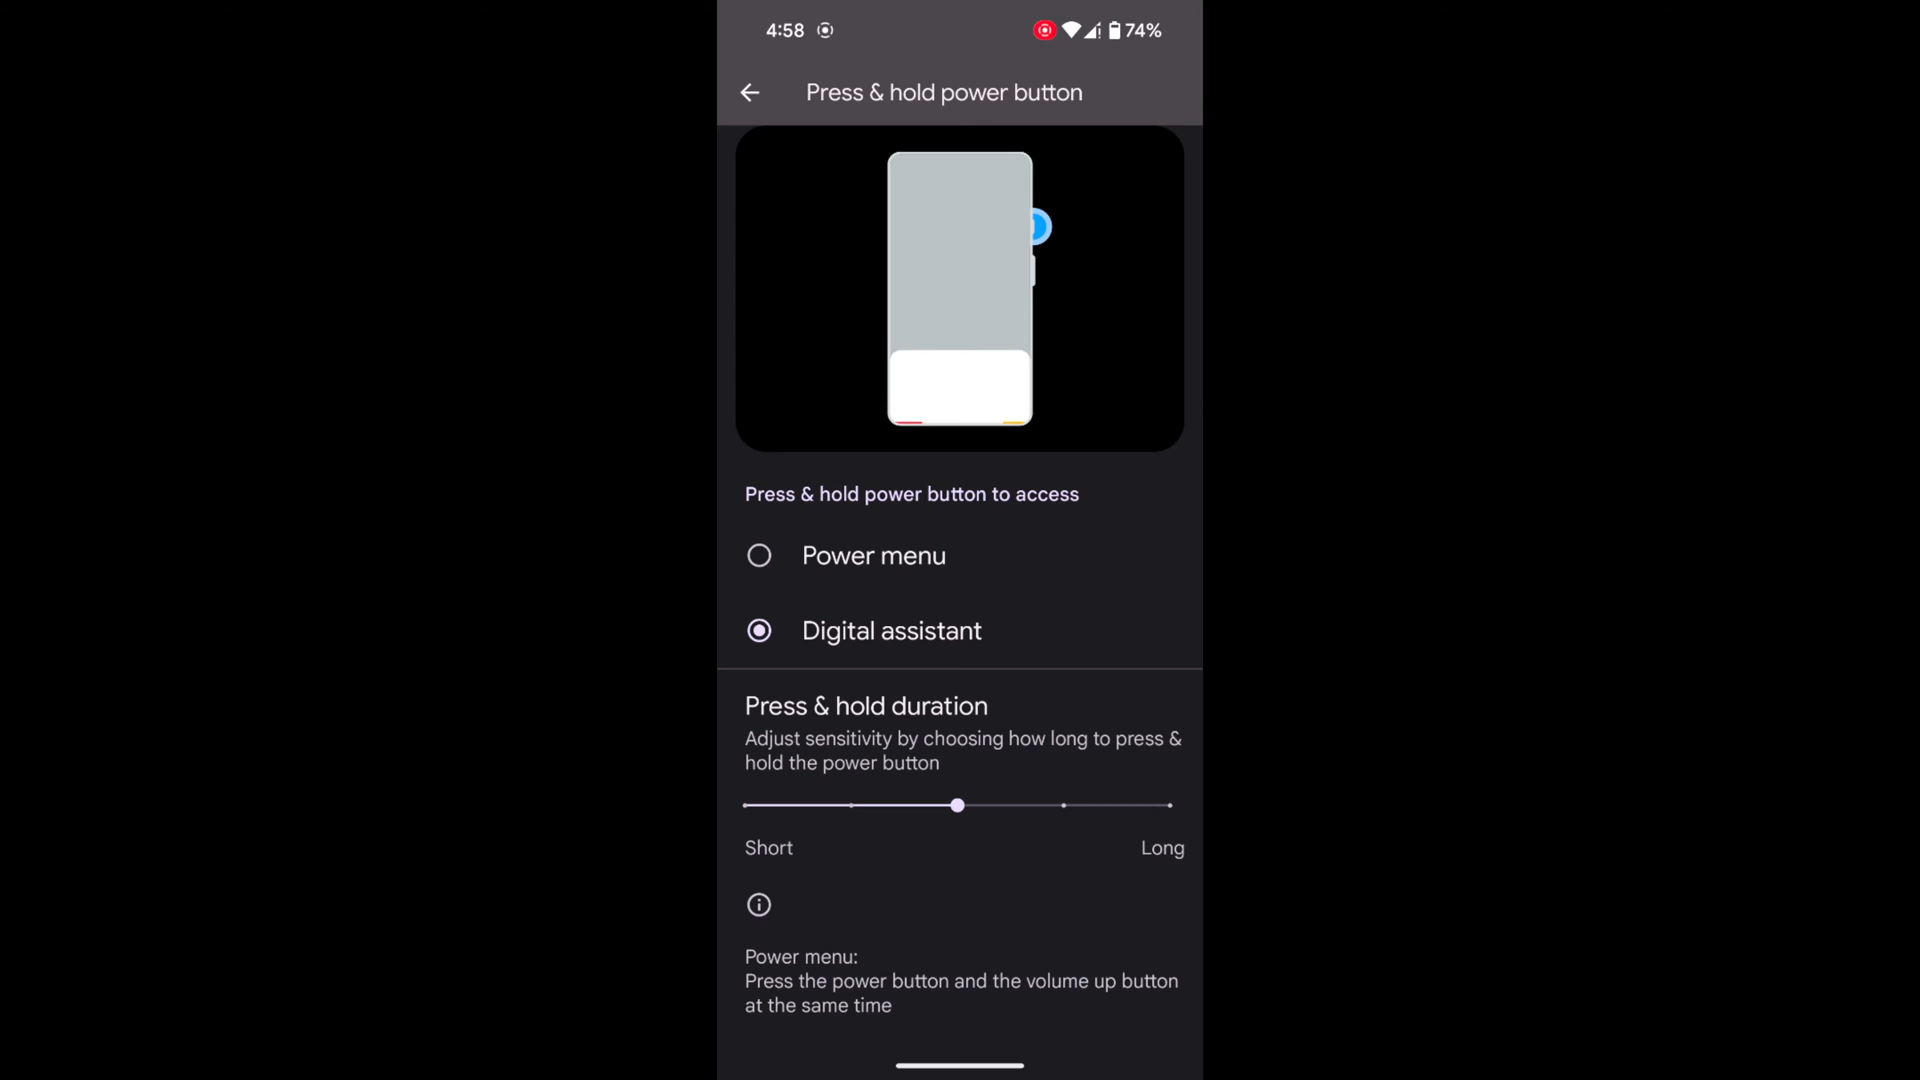 4:58 74%
Press & hold power button
Press & hold power button to access
Power menu
Digital assistant
Press & hold duration
Adjust sensitivity by choosing how long to press &
hold the power button
Short Long
Power menu:
Press the power button and the volume up button
at the same time